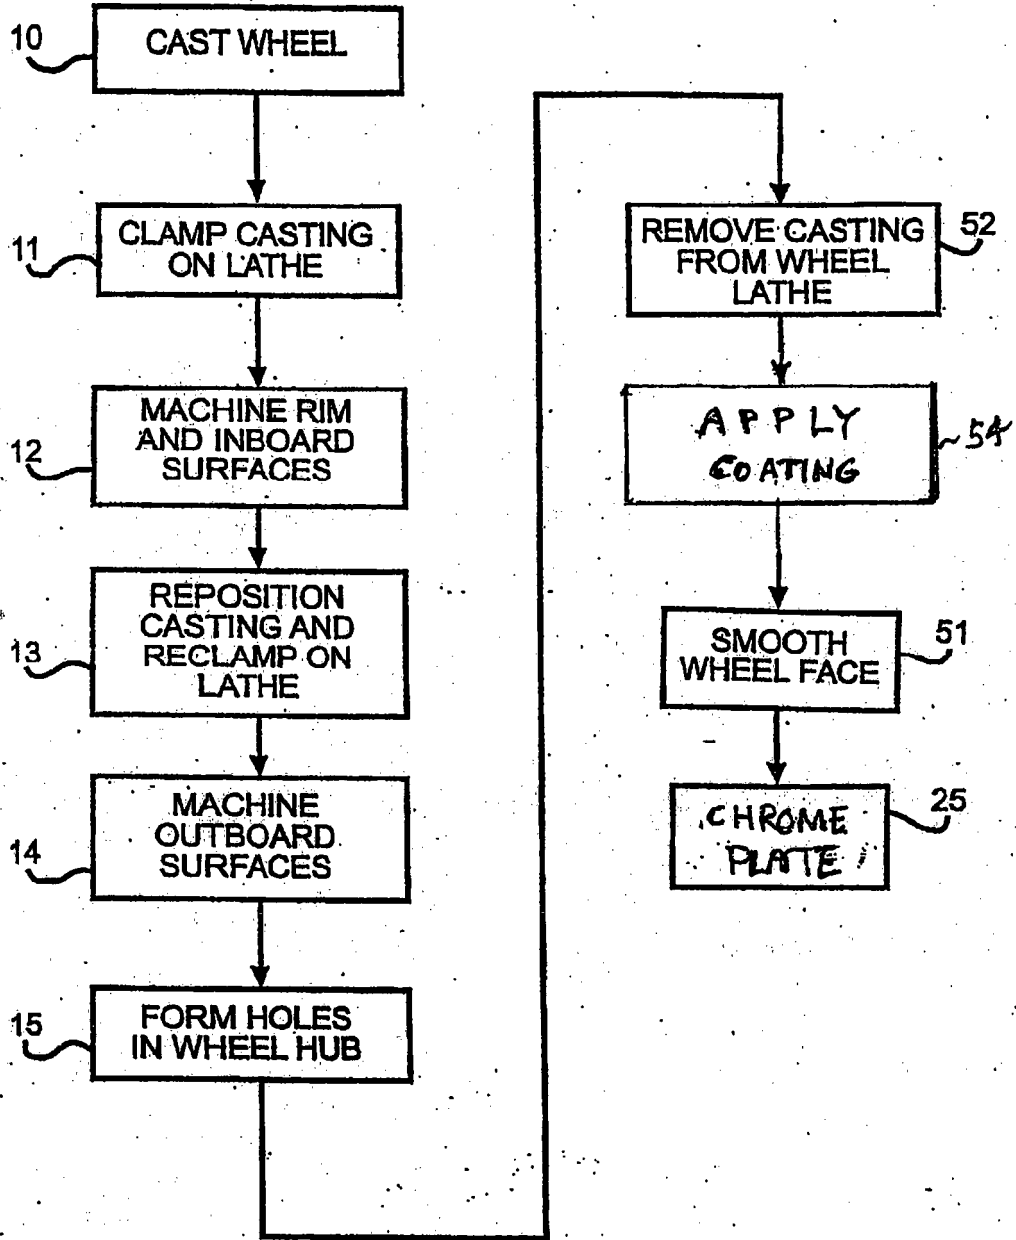 10
CAST WHEEL
11
CLAMP CASTING
ON LATHE
12
MACHINE RIM
AND INBOARD
SURFACES
13
REPOSITION
CASTING AND
RECLAMP ON
LATHE
14
MACHINE
OUTBOARD
SURFACES
15
FORM HOLES
IN WHEEL HUB
52
REMOVE CASTING
FROM WHEEL
LATHE
54
APPLY
COATING
51
SMOOTH
WHEEL FACE
25
CHROME
PLATE